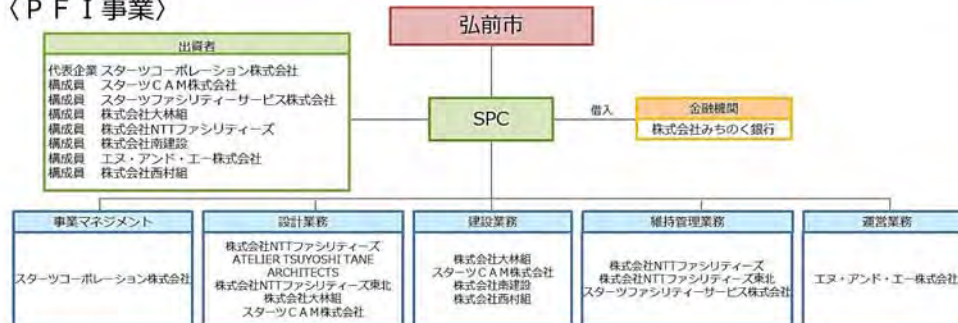 〈ＰＦＩ事業〉
弘前市
出資者
代表企業 スターツコーポレーション株式会社
構成員　スターツＣＡＭ株式会社
構成員　スターツファシリティーサービス株式会社
構成員　株式会社大林組
構成員　株式会社NTTファシリティーズ
構成員　株式会社南建設
構成員　エヌ・アンド・エー株式会社
構成員　株式会社西村組
SPC
借入
金融機関
株式会社みちのく銀行
事業マネジメント
スターツコーポレーション株式会社
設計業務
株式会社NTTファシリティーズ
ATELIER TSUYOSHI TANE
ARCHITECTS
株式会社NTTファシリティーズ東北
株式会社大林組
スターツＣＡＭ株式会社
建設業務
株式会社大林組
スターツＣＡＭ株式会社
株式会社南建設
株式会社西村組
維持管理業務
株式会社NTTファシリティーズ
株式会社NTTファシリティーズ東北
スターツファシリティーサービス株式会社
運営業務
エヌ・アンド・エー株式会社